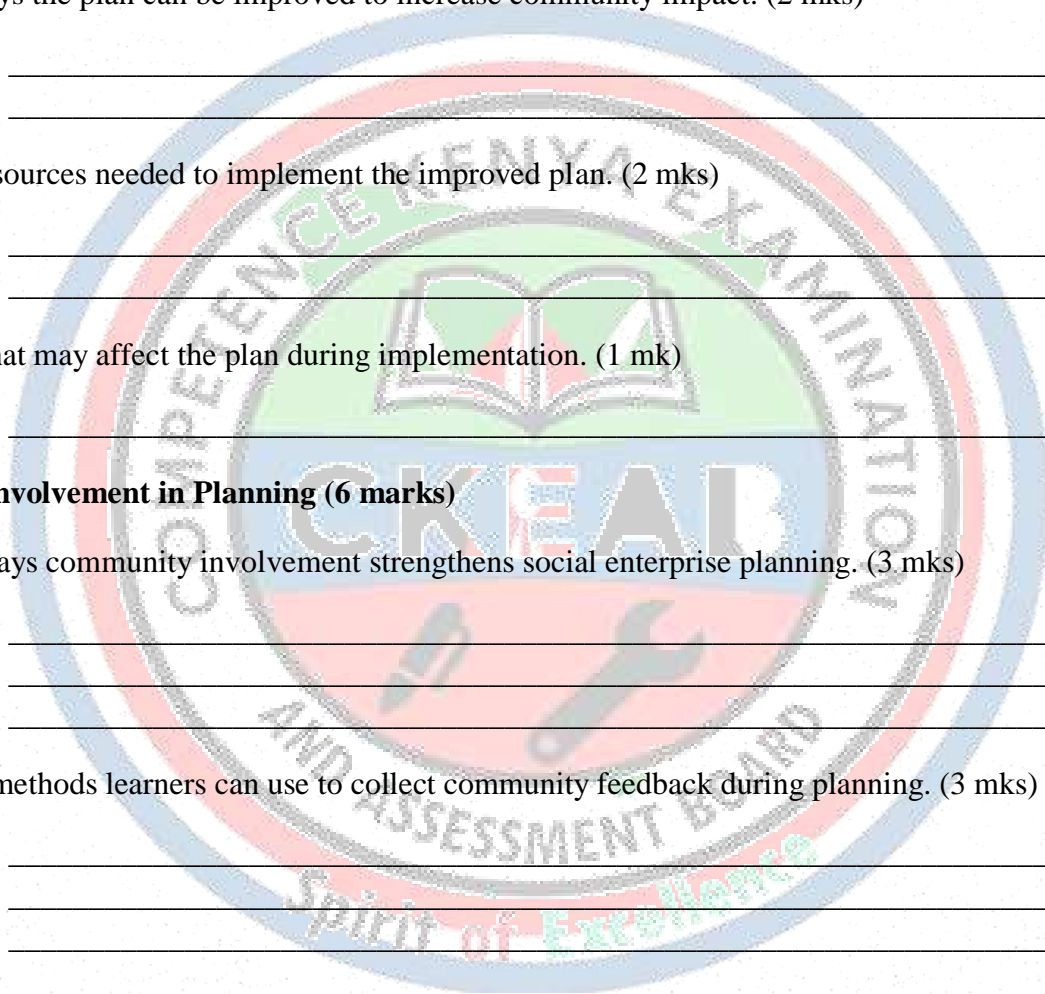 ys the plan can be improved to increase community impact. (2 mks)
sources needed to implement the improved plan. (2 mks)
hat may affect the plan during implementation. (1 mk)
nvolvement in Planning (6 marks)
ays community involvement strengthens social enterprise planning. (3 mks)
methods learners can use to collect community feedback during planning. (3 mks)
COMPETENCE KENYA EXAMINATION
AND ASSESSMENT BOARD
CKEAB
Spirit of Excellence